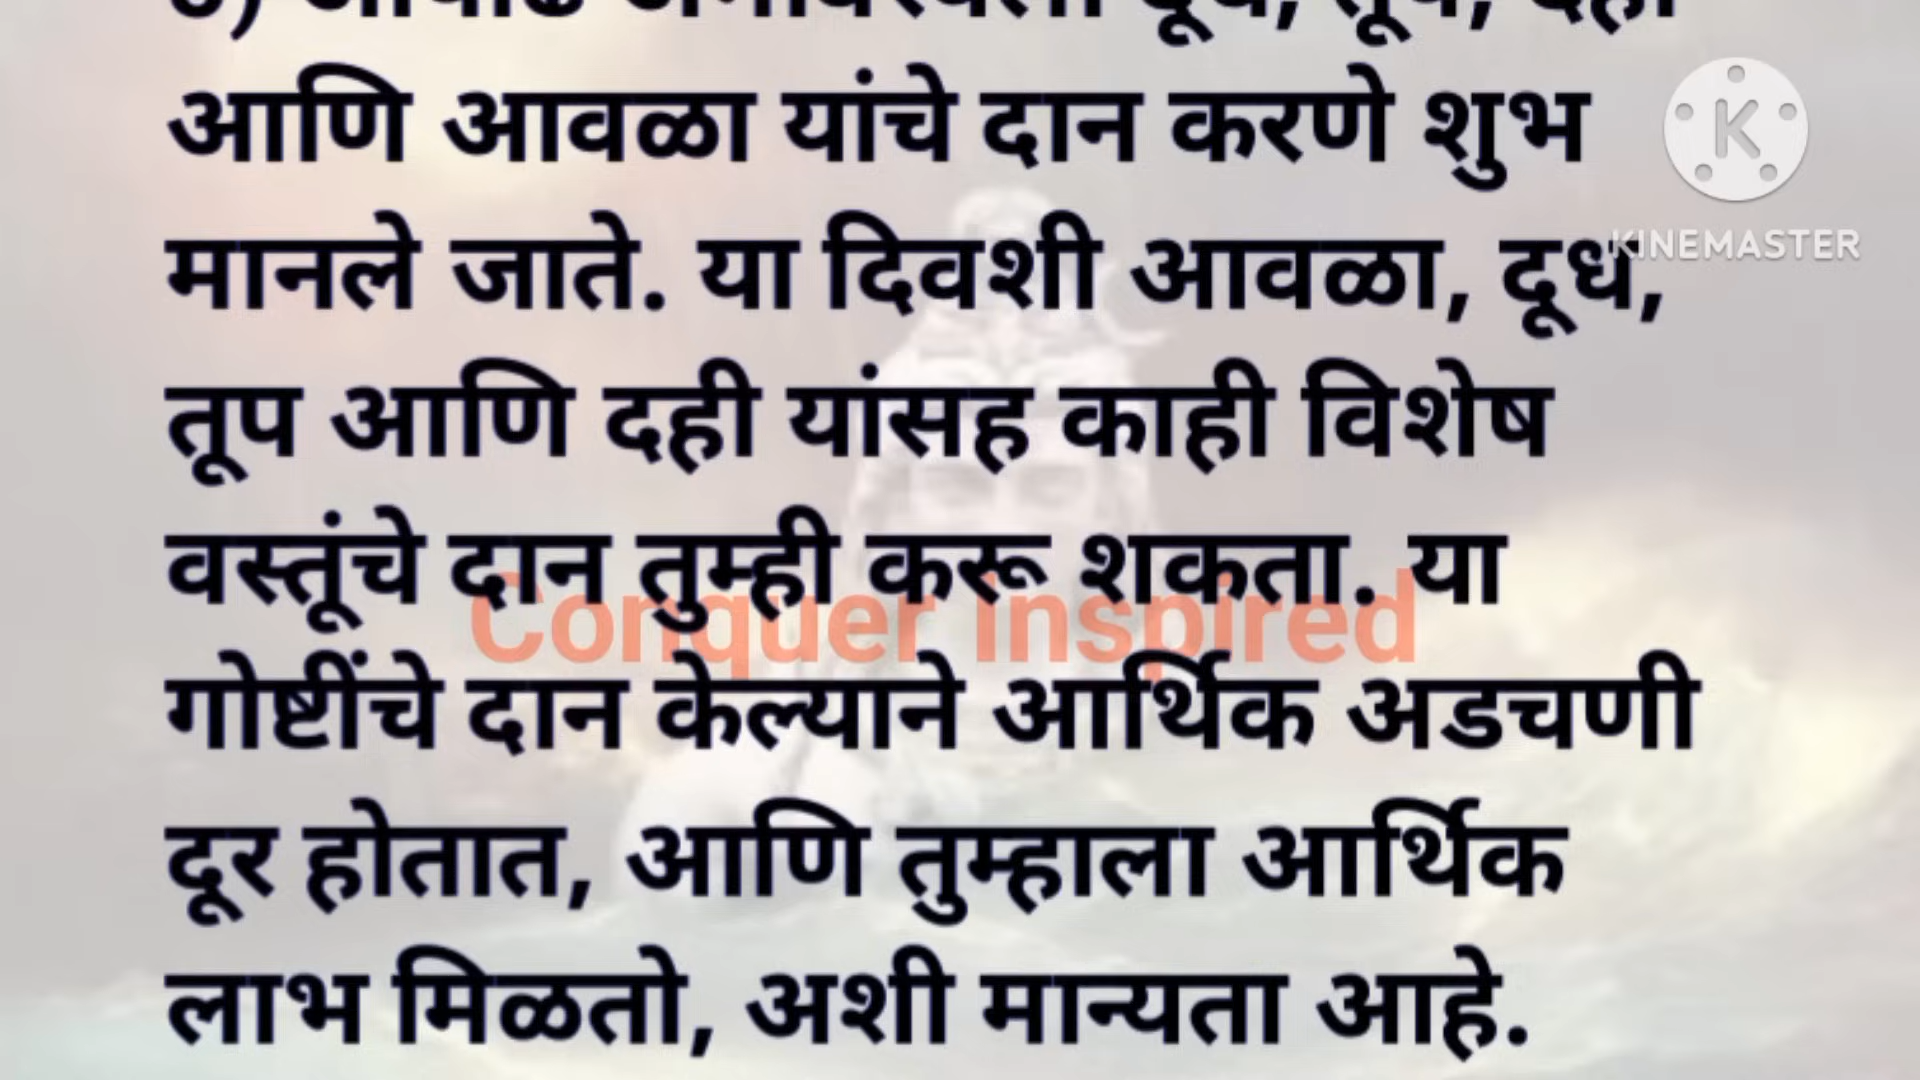 आणि आवळा यांचे दान करणे शुभ
मानले जाते. या दिवशी आवळा, दूध,
तूप आणि दही यांसह काही विशेष
वस्तूंचे दान तुम्ही करू शकता. या
गोष्टींचे दान केल्याने आर्थिक अडचणी
दूर होतात, आणि तुम्हाला आर्थिक
लाभ मिळतो, अशी मान्यता आहे.
K
KINEMASTER
Conquer Inspired